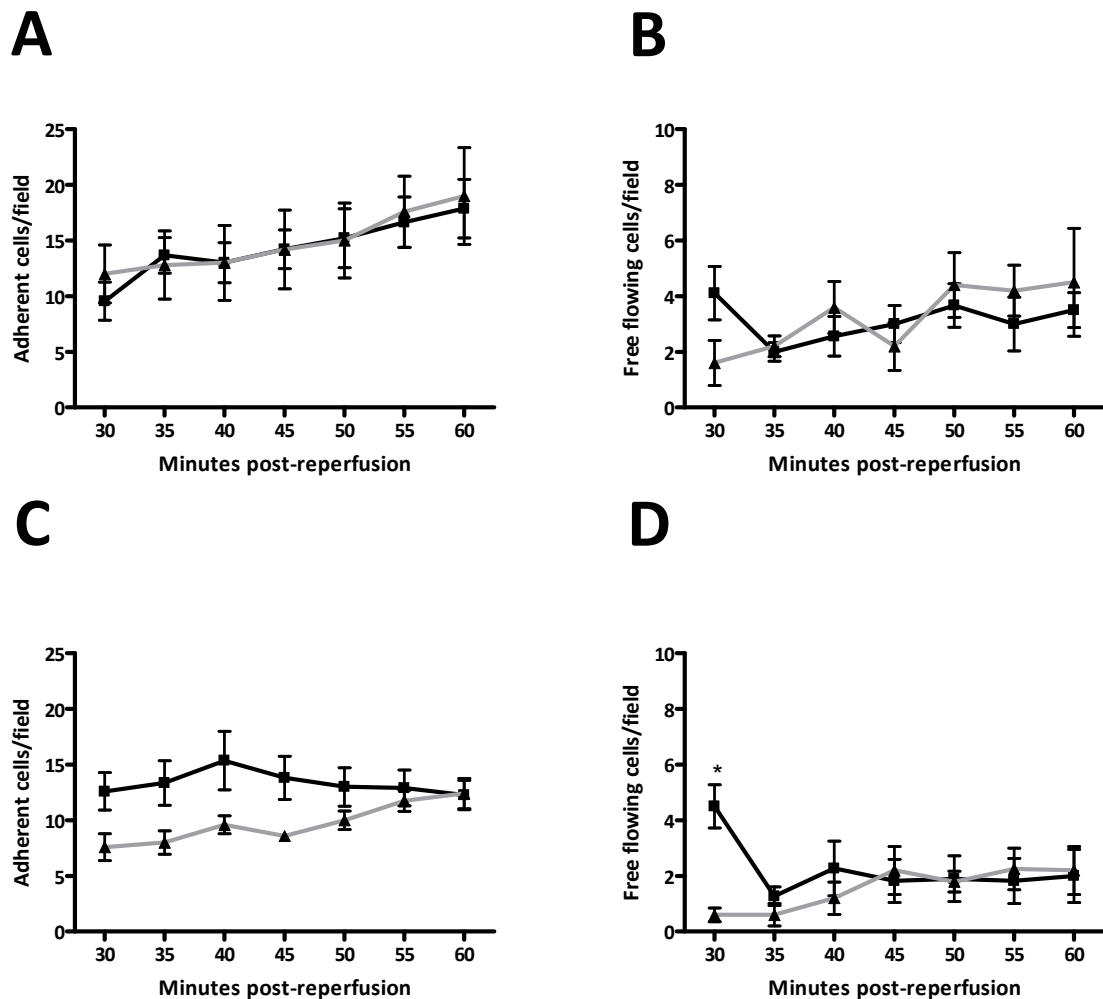 A
B
Adherent cells/field
25
20
15
10
5
0
30 35 40 45 50 55 60
Minutes post-reperfusion
Free flowing cells/field
10
8
6
4
2
0
30 35 40 45 50 55 60
Minutes post-reperfusion
C
D
Adherent cells/field
25
20
15
10
5
0
30 35 40 45 50 55 60
Minutes post-reperfusion
Free flowing cells/field
10
8
6
4
2
0
*
30 35 40 45 50 55 60
Minutes post-reperfusion